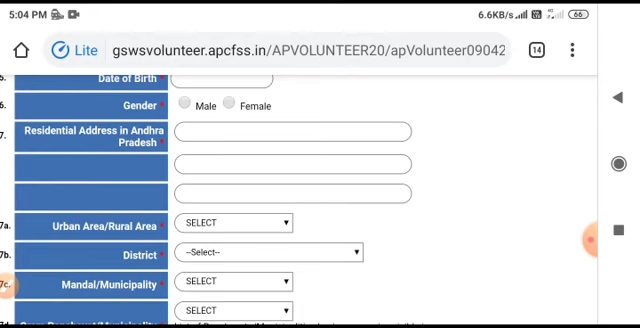 5:04 PM 6.6KB/s 66
Lite gswsvolunteer.apcfss.in/APVOLUNTEER20/apVolunteer09042 14
5. Date of Birth *
6. Gender * Male Female
7. Residential Address in Andhra
Pradesh *
7a. Urban Area/Rural Area * SELECT
7b. District * --Select--
7c. Mandal/Municipality * SELECT
7d SELECT